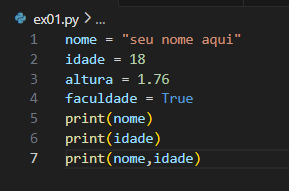 ex01.py > ...
1 nome = "seu nome aqui"
2 idade = 18
3 altura = 1.76
4 faculdade = True
5 print(nome)
6 print(idade)
7 print(nome,idade)